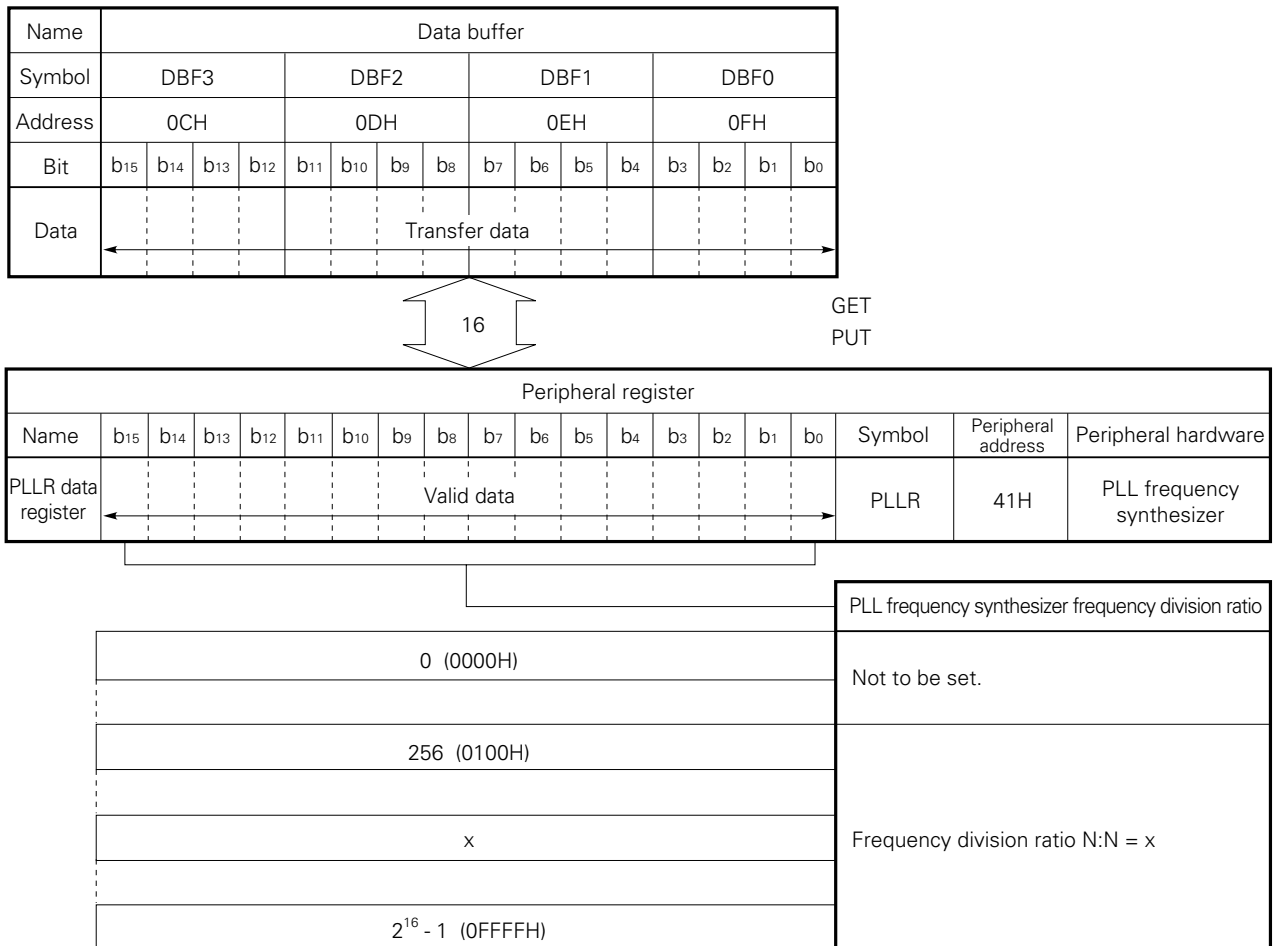 Name Data buffer
Symbol DBF3 DBF2 DBF1 DBF0
Address 0CH 0DH 0EH 0FH
Bit b15 b14 b13 b12 b11 b10 b9 b8 b7 b6 b5 b4 b3 b2 b1 b0
Data Transfer data
16
GET
PUT
Peripheral register
Name b15 b14 b13 b12 b11 b10 b9 b8 b7 b6 b5 b4 b3 b2 b1 b0 Symbol Peripheral address Peripheral hardware
PLLR data register Valid data PLLR 41H PLL frequency synthesizer
PLL frequency synthesizer frequency division ratio
0 (0000H)
Not to be set.
256 (0100H)
x
Frequency division ratio N:N = x
2^16 - 1 (0FFFFH)